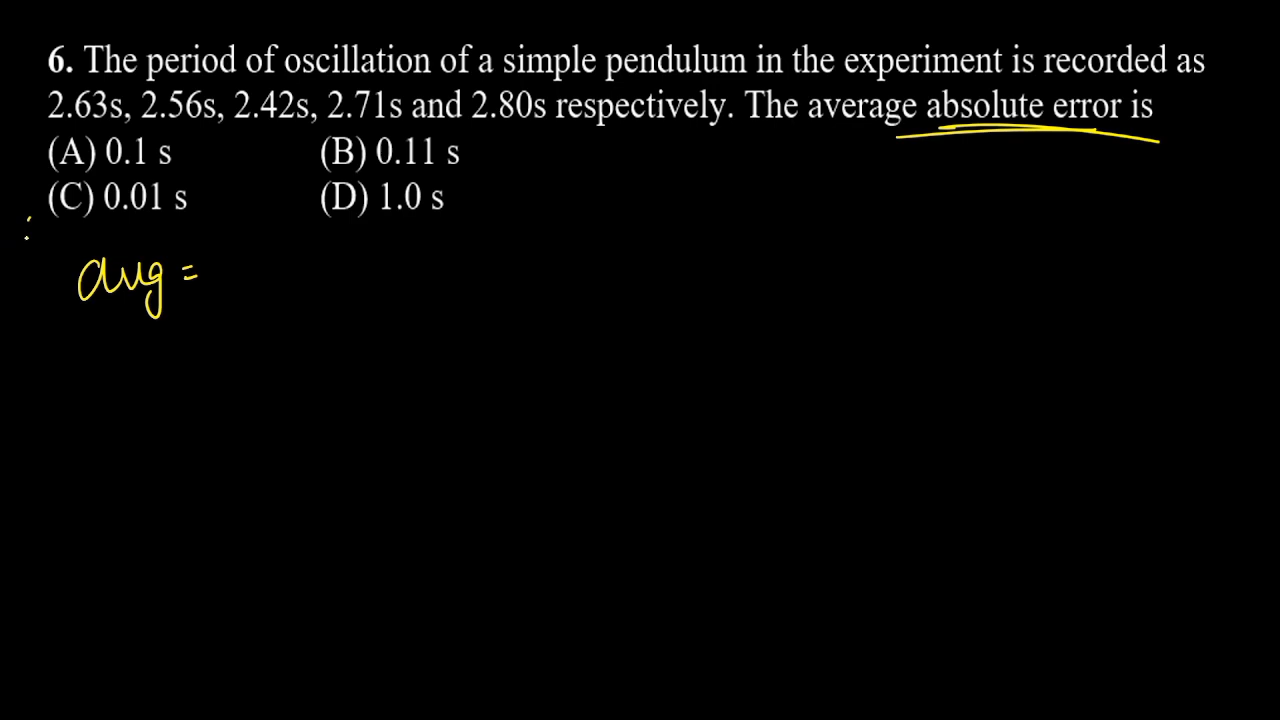 6. The period of oscillation of a simple pendulum in the experiment is recorded as
2.63s, 2.56s, 2.42s, 2.71s and 2.80s respectively. The average absolute error is
(A) 0.1 s (B) 0.11 s
(C) 0.01 s (D) 1.0 s
avg =